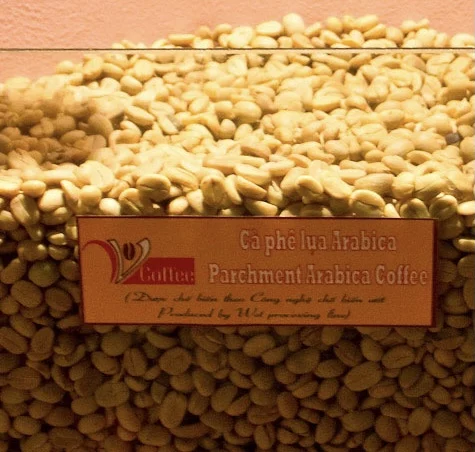 Cà phê lụa Arabica
Coffee
Parchment Arabica Coffee
(Được chế biến theo Công nghệ chế biến ướt
Produced by Wet processing line)